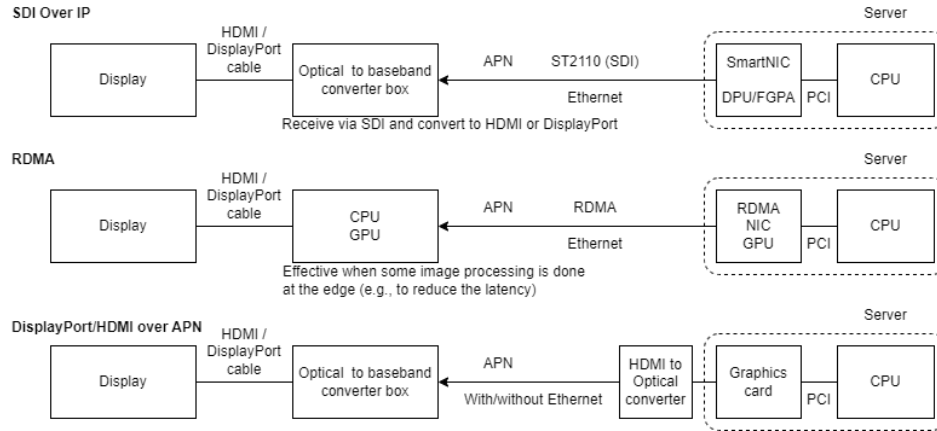 SDI Over IP
Server
HDMI /
DisplayPort
cable
Display
Optical to baseband
converter box
APN ST2110 (SDI)
Ethernet
SmartNIC
DPU/FGPA
PCI
CPU
Receive via SDI and convert to HDMI or DisplayPort
RDMA
Server
HDMI /
DisplayPort
cable
Display
CPU
GPU
APN RDMA
Ethernet
RDMA
NIC
GPU
PCI
CPU
Effective when some image processing is done
at the edge (e.g., to reduce the latency)
DisplayPort/HDMI over APN
Server
HDMI /
DisplayPort
cable
Display
Optical to baseband
converter box
APN
With/without Ethernet
HDMI to
Optical
converter
Graphics
card
PCI
CPU